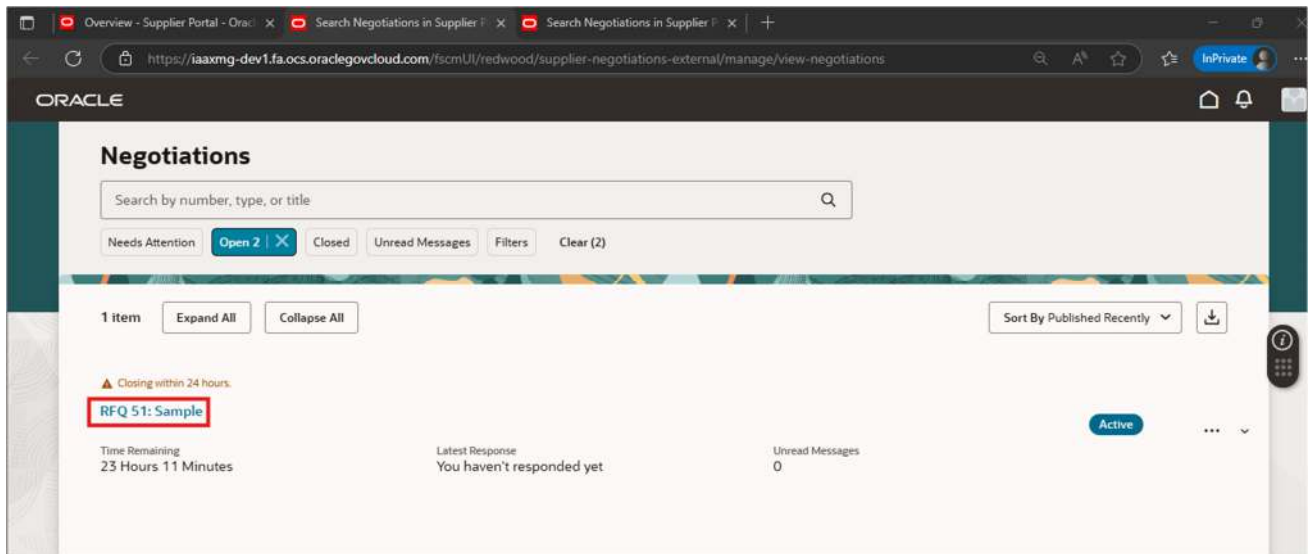 Overview - Supplier Portal - Orac
Search Negotiations in Supplier P
Search Negotiations in Supplier P
https://iaaxmg-dev1.fa.ocs.oraclegovcloud.com/fscmUI/redwood/supplier-negotiations-external/manage/view-negotiations
InPrivate
ORACLE
Negotiations
Search by number, type, or title
Needs Attention Open 2 Closed Unread Messages Filters Clear (2)
1 item Expand All Collapse All Sort By Published Recently
Closing within 24 hours.
RFQ 51: Sample
Active
Time Remaining Latest Response Unread Messages
23 Hours 11 Minutes You haven't responded yet 0